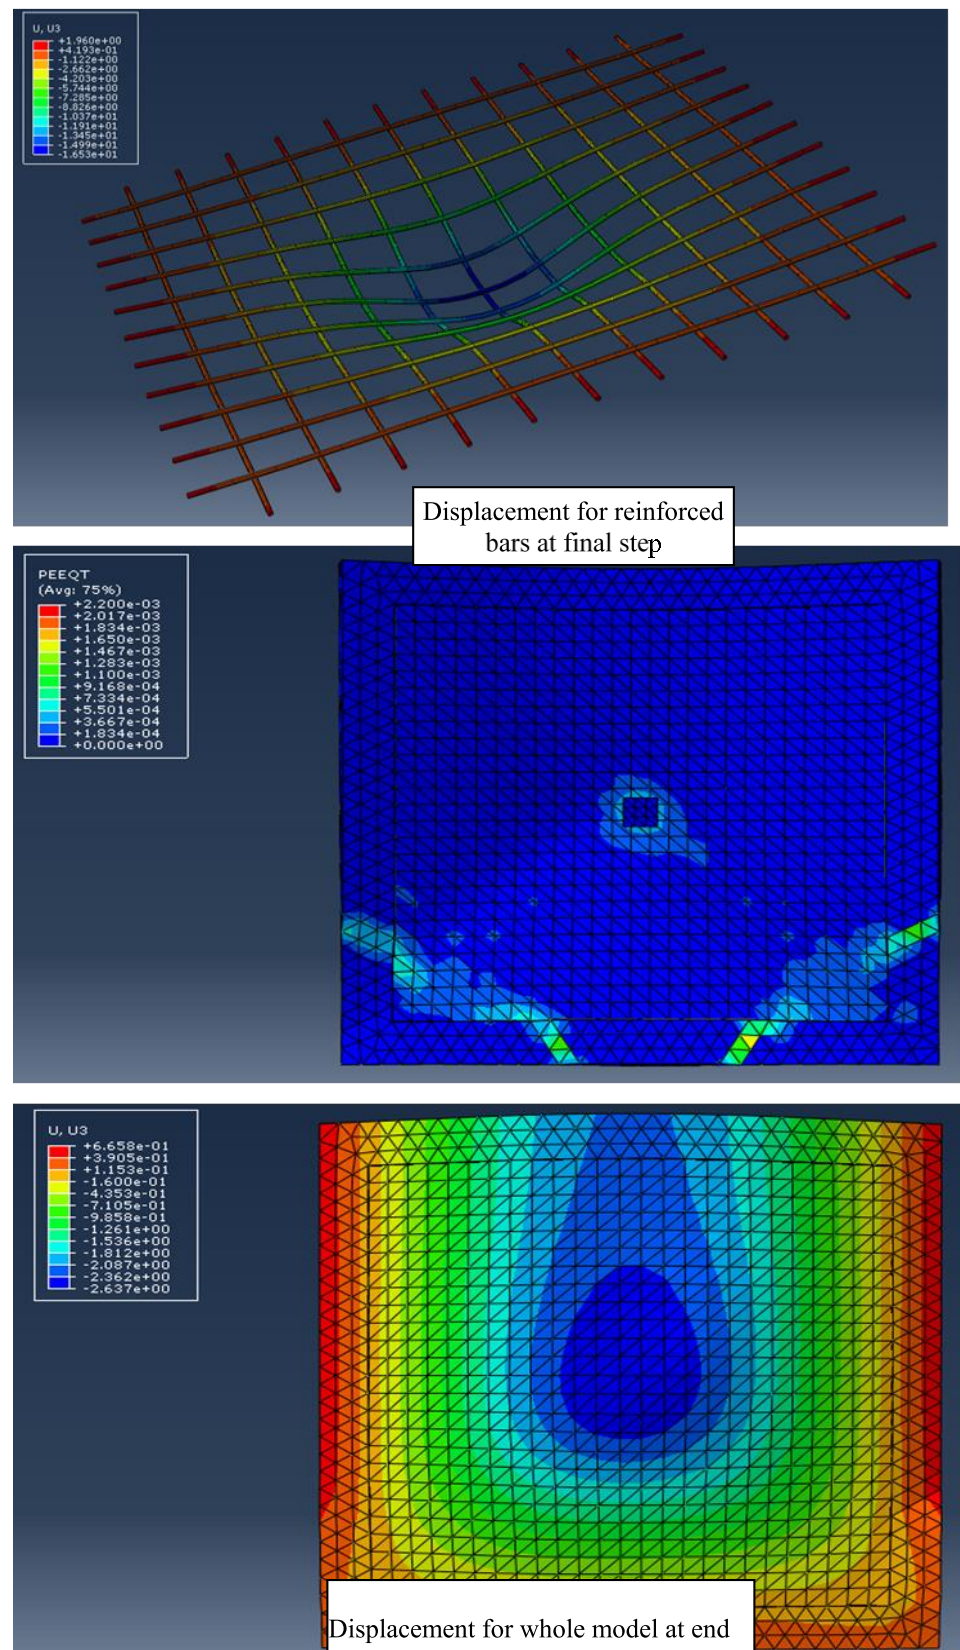 U, U3
+1.960e+00
+4.193e-01
-1.122e+00
-2.662e+00
-4.203e+00
-5.744e+00
-7.285e+00
-8.826e+00
-1.037e+01
-1.191e+01
-1.345e+01
-1.499e+01
-1.653e+01
Displacement for reinforced
bars at final step
PEEQT
(Avg: 75%)
+2.200e-03
+2.017e-03
+1.834e-03
+1.650e-03
+1.467e-03
+1.283e-03
+1.100e-03
+9.168e-04
+7.334e-04
+5.501e-04
+3.667e-04
+1.834e-04
+0.000e+00
U, U3
+6.658e-01
+3.905e-01
+1.153e-01
-1.600e-01
-4.353e-01
-7.105e-01
-9.858e-01
-1.261e+00
-1.536e+00
-1.812e+00
-2.087e+00
-2.362e+00
-2.637e+00
Displacement for whole model at end